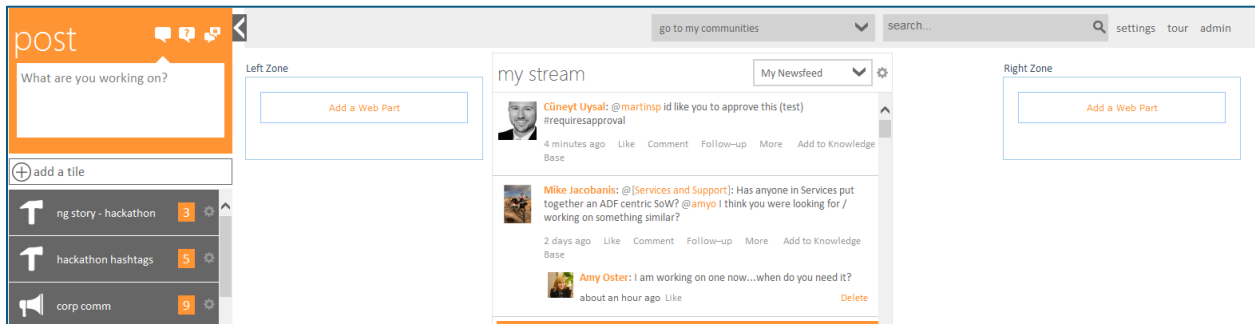 post
What are you working on?
add a tile
ng story - hackathon 3
hackathon hashtags 5
corp comm 9
go to my communities
search...
settings tour admin
Left Zone
Add a Web Part
my stream
My Newsfeed
Cüneyt Uysal: @martinsp id like you to approve this (test)
#requiresapproval
4 minutes ago Like Comment Follow-up More Add to Knowledge
Base
Mike Jacobanis: @[Services and Support]: Has anyone in Services put
together an ADF centric SoW? @amyo I think you were looking for /
working on something similar?
2 days ago Like Comment Follow-up More Add to Knowledge
Base
Amy Oster: I am working on one now...when do you need it?
about an hour ago Like Delete
Right Zone
Add a Web Part